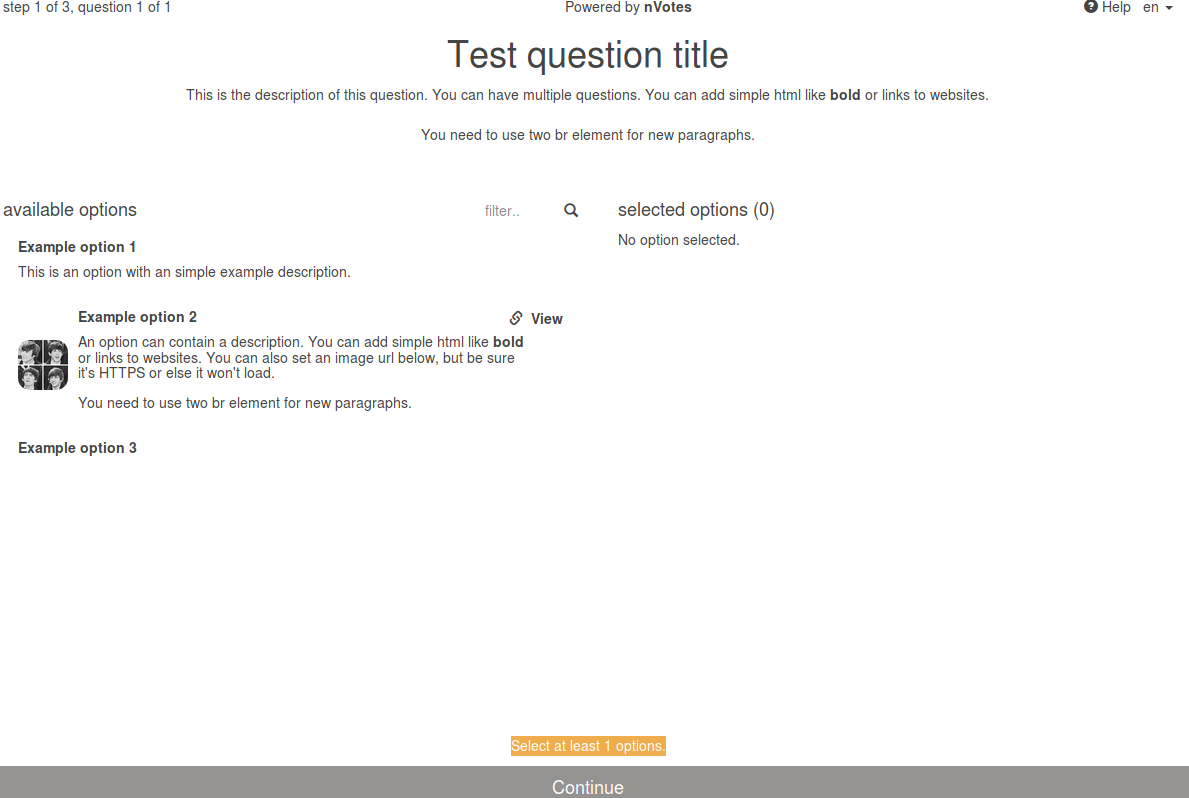 step 1 of 3, question 1 of 1
Powered by nVotes
Help
en
Test question title
This is the description of this question. You can have multiple questions. You can add simple html like bold or links to websites.
You need to use two br element for new paragraphs.
available options
filter..
selected options (0)
No option selected.
Example option 1
This is an option with an simple example description.
Example option 2
View
An option can contain a description. You can add simple html like bold
or links to websites. You can also set an image url below, but be sure
it's HTTPS or else it won't load.
You need to use two br element for new paragraphs.
Example option 3
Select at least 1 options.
Continue